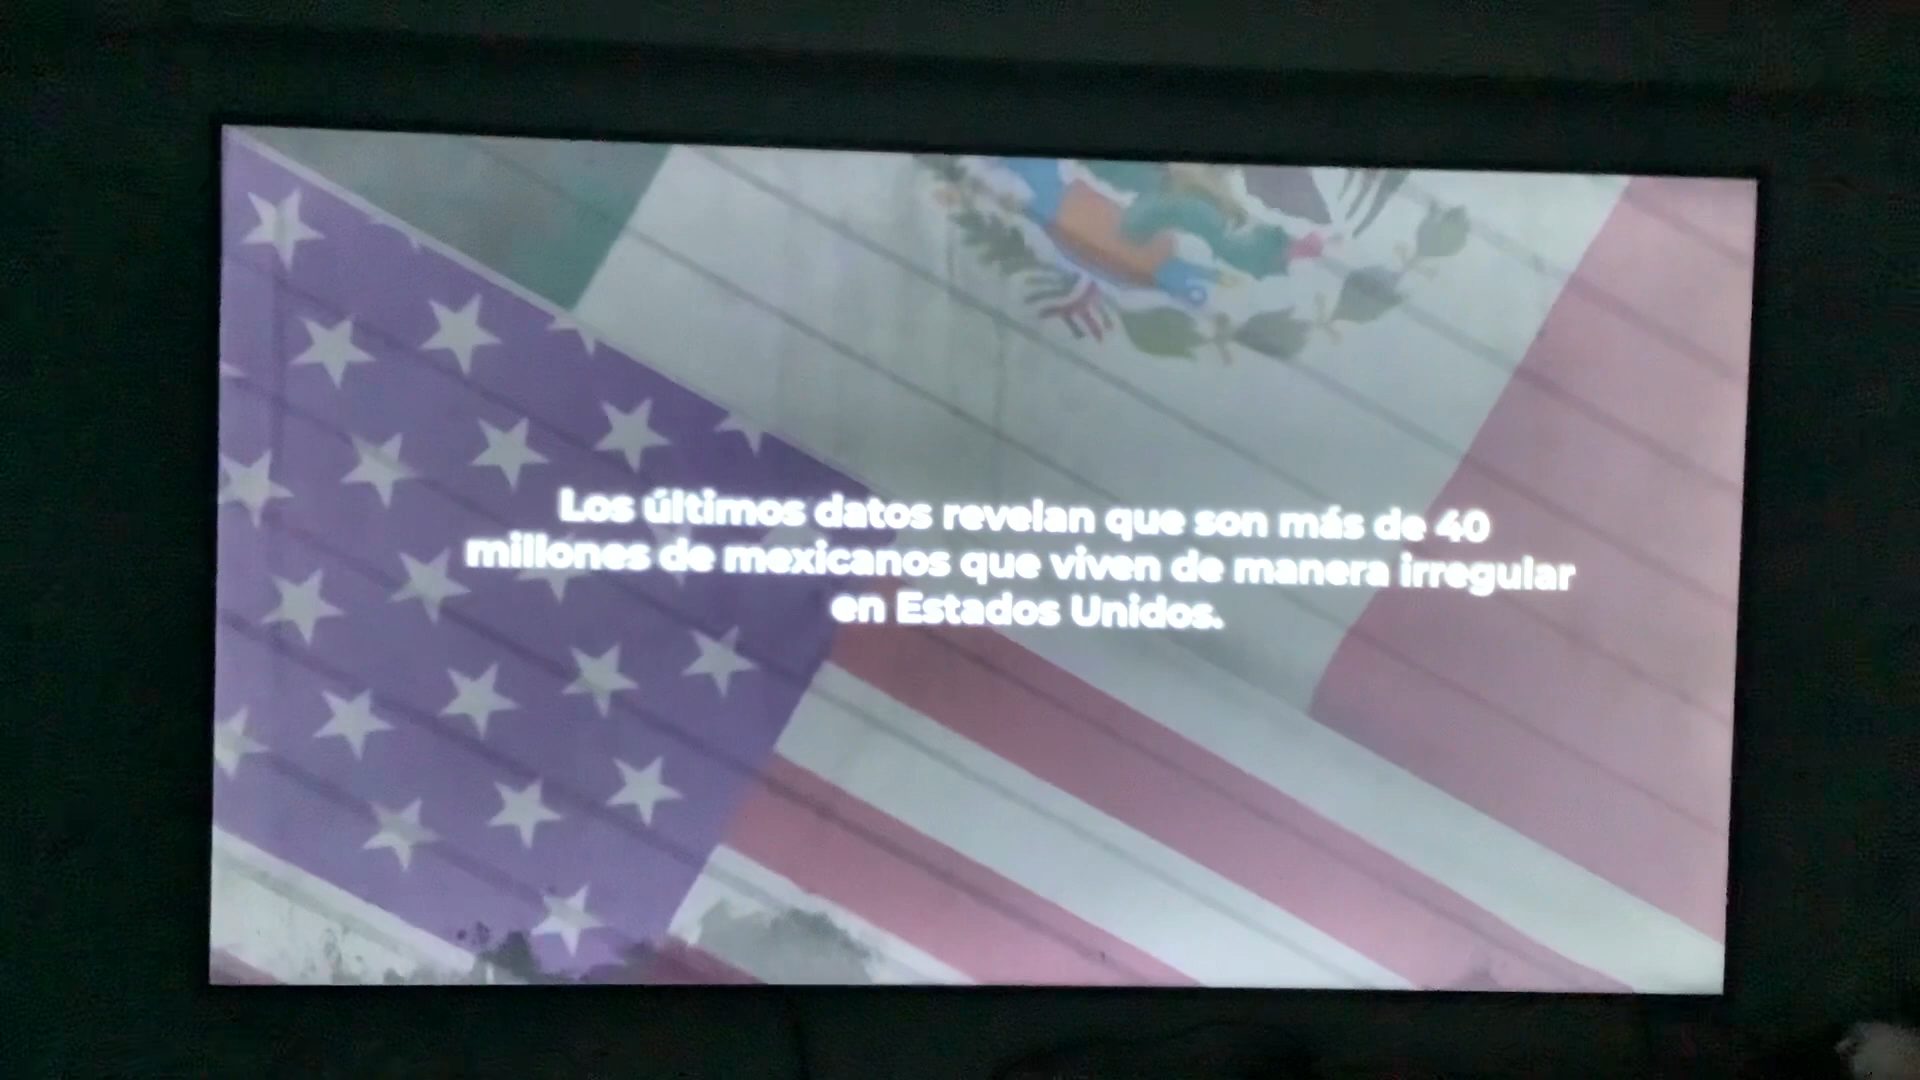 Los últimos datos revelan que son más de 40
millones de mexicanos que viven de manera irregular
en Estados Unidos.